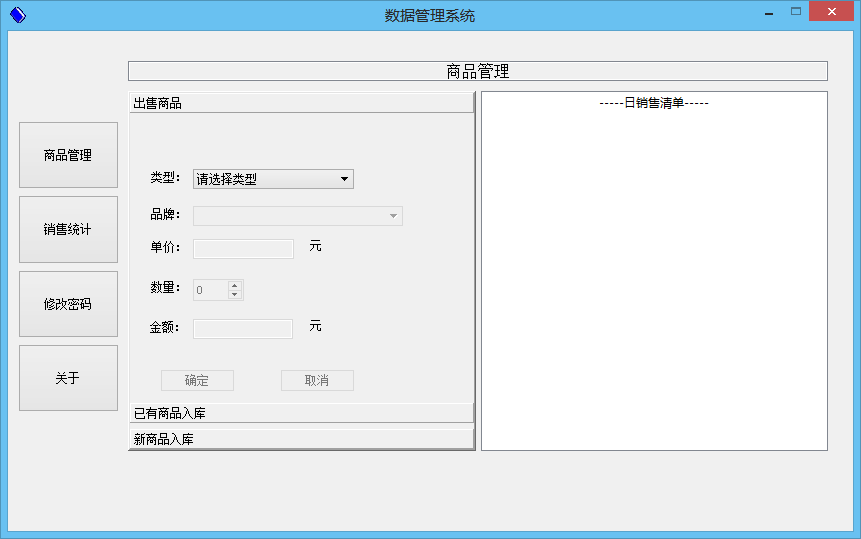 数据管理系统
商品管理
出售商品
-----日销售清单-----
商品管理
类型：
请选择类型
品牌：
销售统计
单价：
元
数量：
0
修改密码
金额：
元
关于
确定
取消
已有商品入库
新商品入库